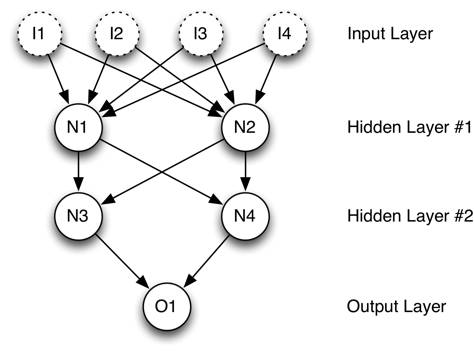 I1 I2 I3 I4 Input Layer
N1 N2 Hidden Layer #1
N3 N4 Hidden Layer #2
O1 Output Layer